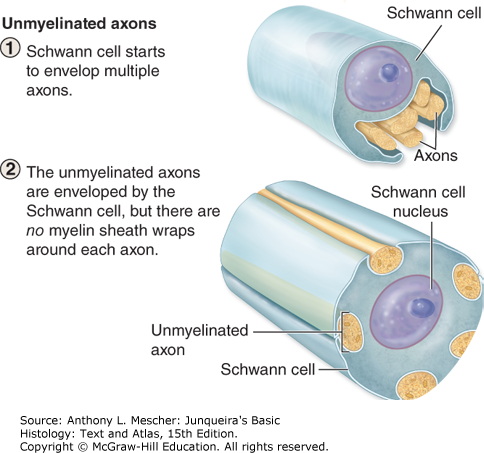 Unmyelinated axons
Schwann cell
1 Schwann cell starts
to envelop multiple
axons.
Axons
2 The unmyelinated axons
are enveloped by the
Schwann cell, but there are
no myelin sheath wraps
around each axon.
Schwann cell
nucleus
Unmyelinated
axon
Schwann cell
Source: Anthony L. Mescher: Junqueira's Basic
Histology: Text and Atlas, 15th Edition.
Copyright © McGraw-Hill Education. All rights reserved.